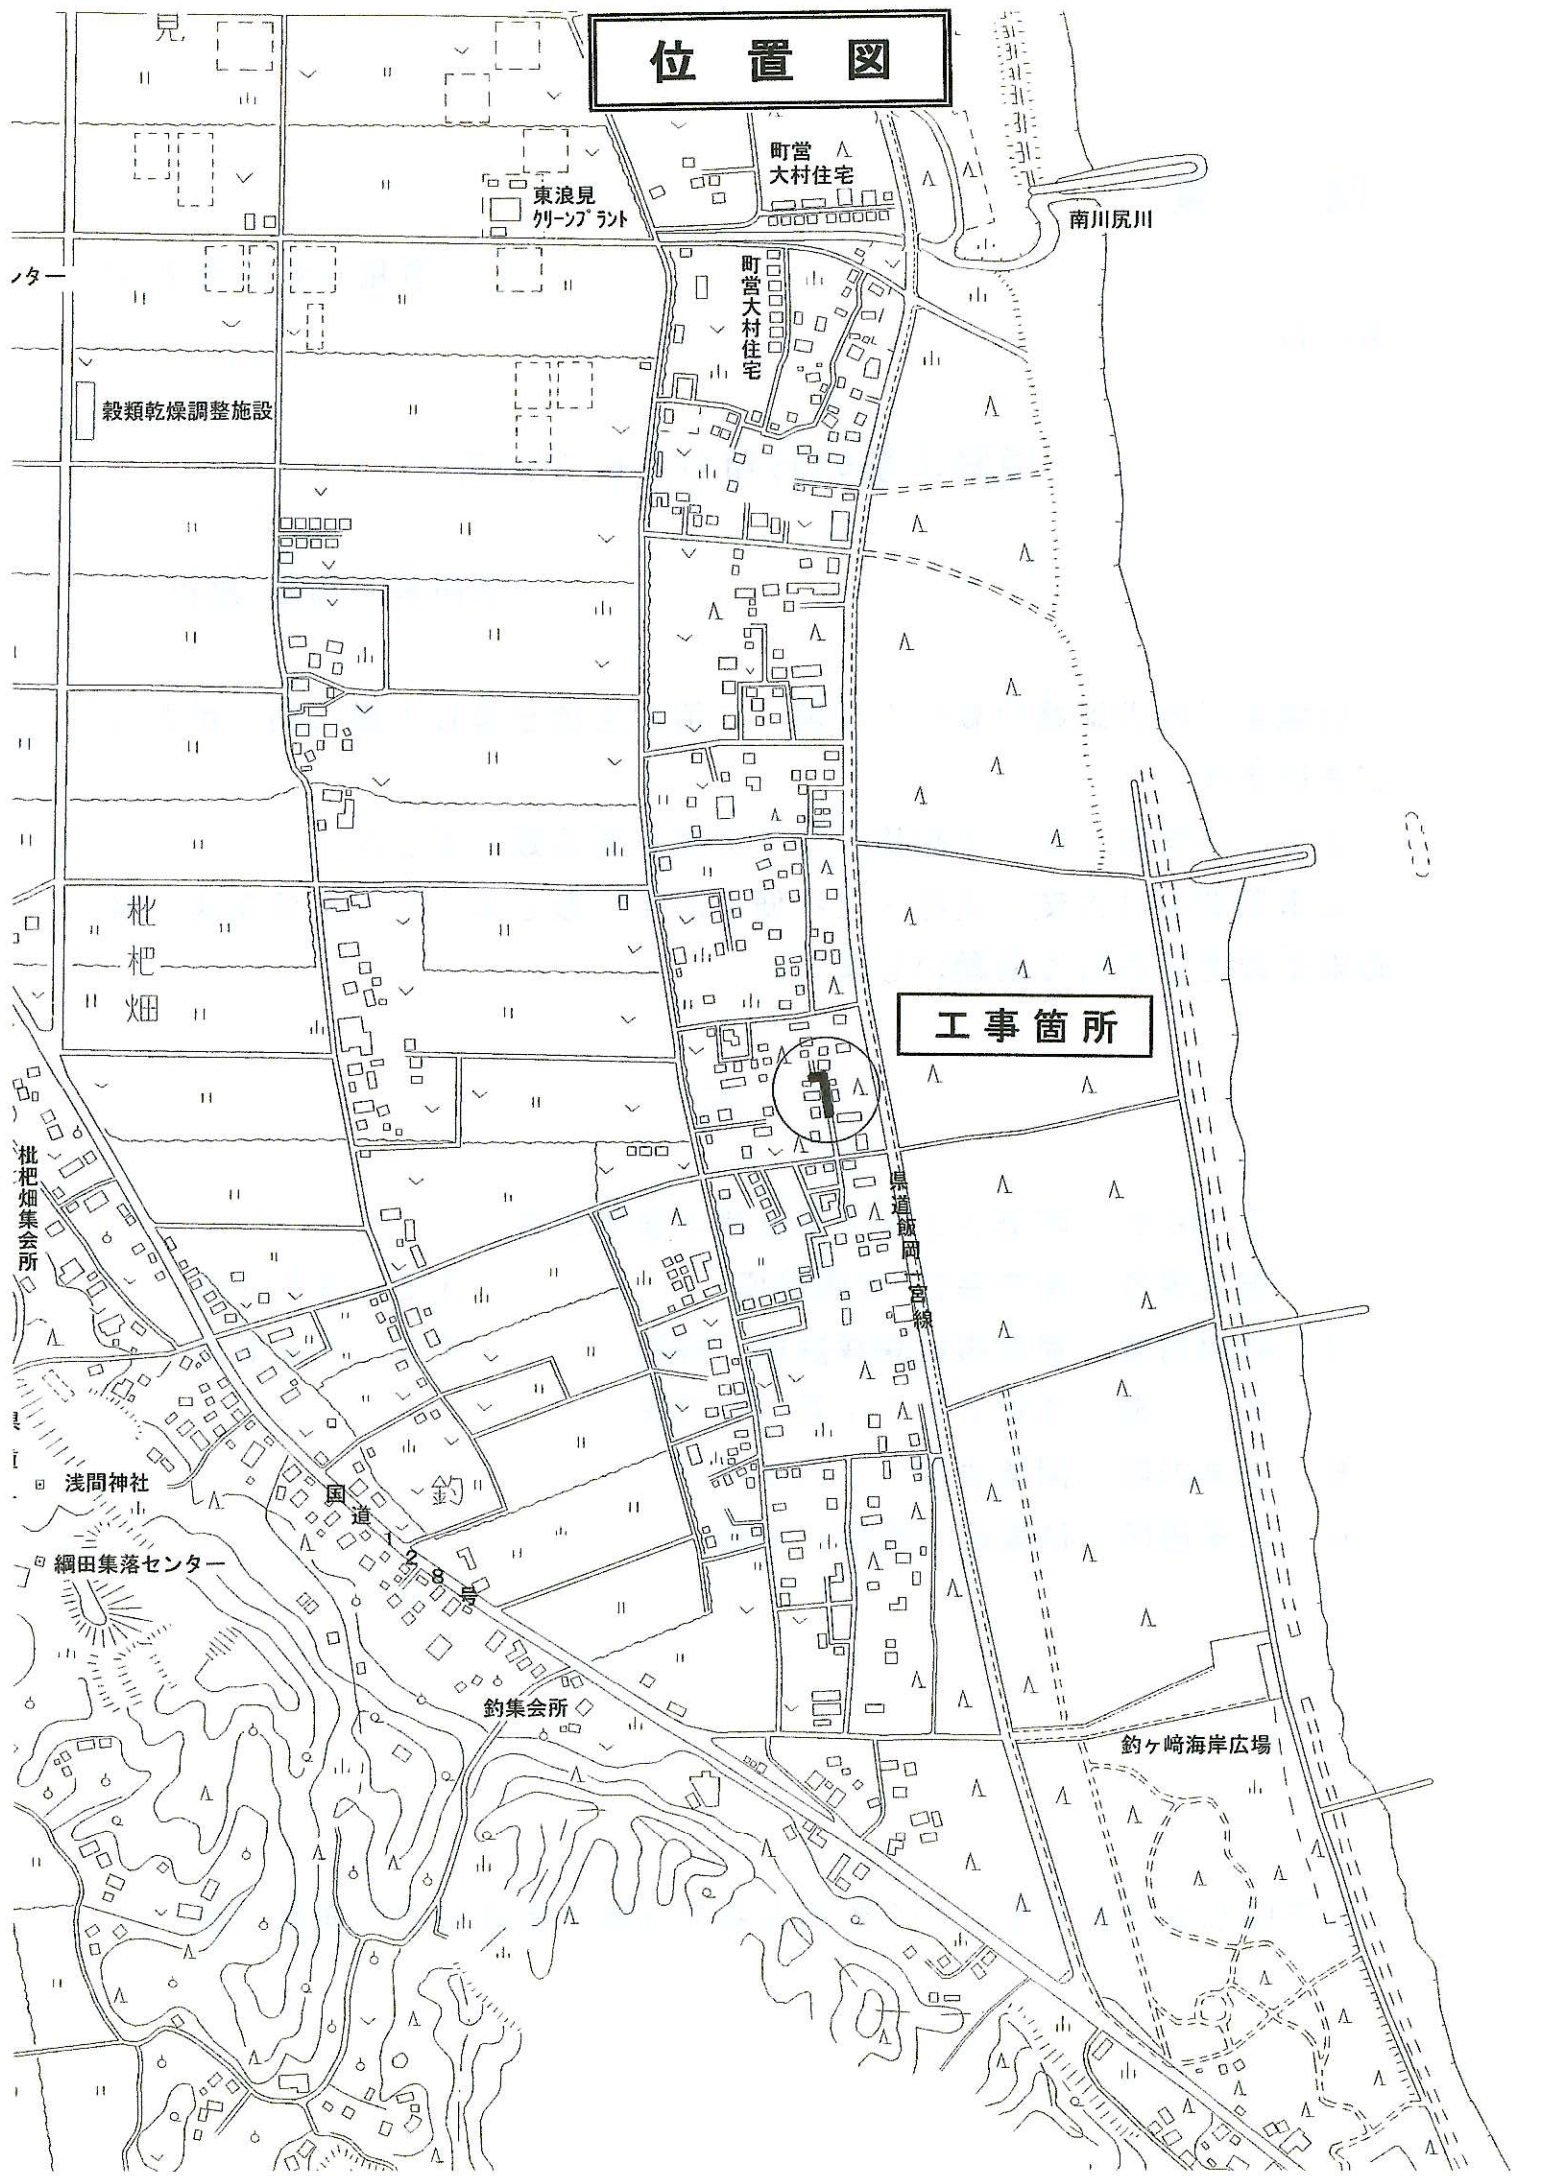 位置図
見
町営
大村住宅
東浪見
クリーンプラント
南川尻川
ンター
町営大村住宅
穀類乾燥調整施設
枇杷畑
工事箇所
枇杷畑集会所
県道飯岡一宮線
浅間神社
国道128号
釣
綱田集落センター
釣集会所
釣ヶ崎海岸広場